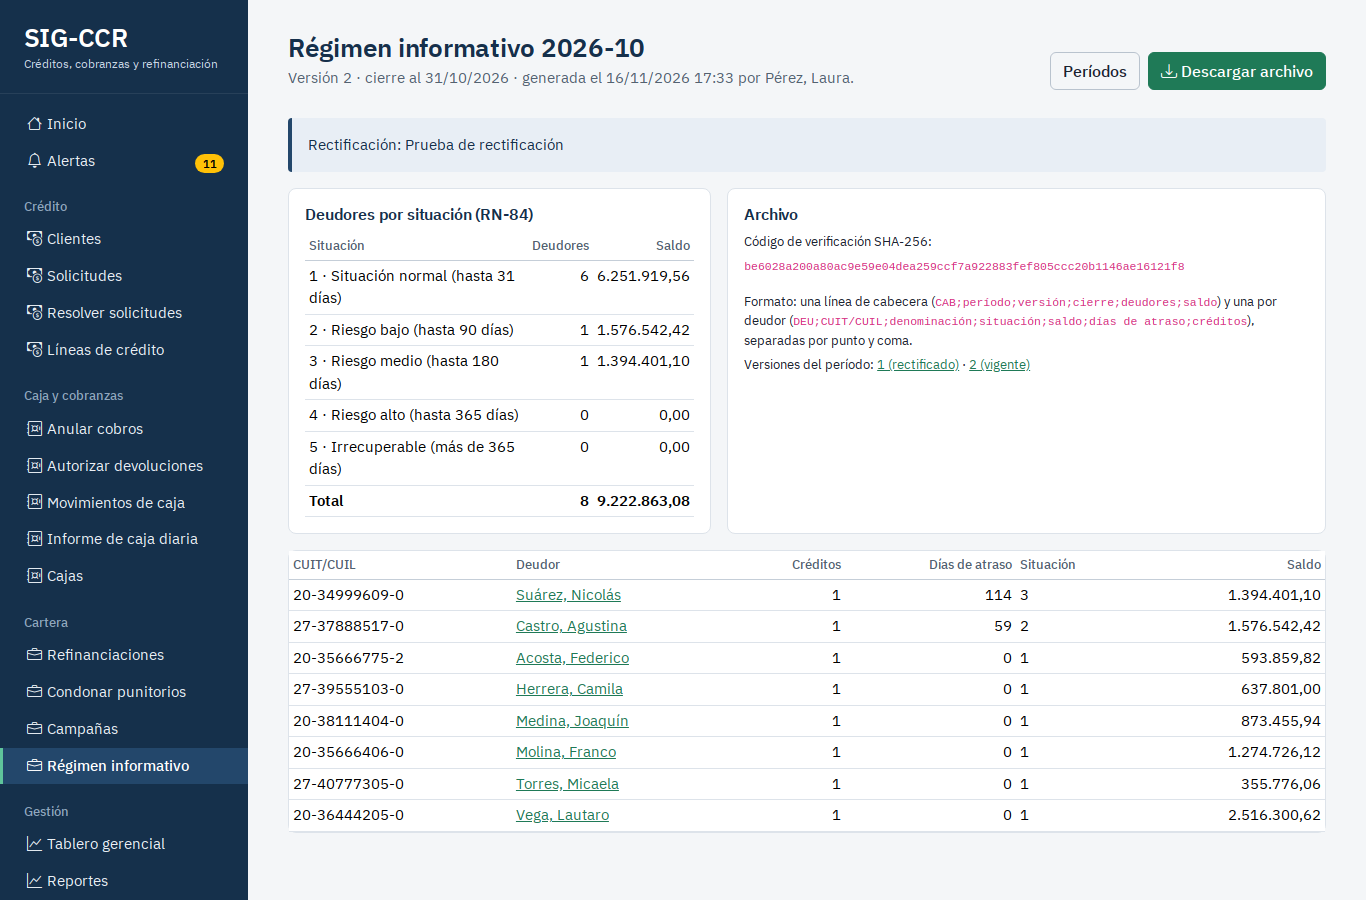 SIG-CCR
Créditos, cobranzas y refinanciación
Inicio
Alertas 11
Crédito
Clientes
Solicitudes
Resolver solicitudes
Líneas de crédito
Caja y cobranzas
Anular cobros
Autorizar devoluciones
Movimientos de caja
Informe de caja diaria
Cajas
Cartera
Refinanciaciones
Condonar punitorios
Campañas
Régimen informativo
Gestión
Tablero gerencial
Reportes
Régimen informativo 2026-10
Versión 2 · cierre al 31/10/2026 · generada el 16/11/2026 17:33 por Pérez, Laura.
Períodos
Descargar archivo
Rectificación: Prueba de rectificación
Deudores por situación (RN-84)
Situación Deudores Saldo
1 · Situación normal (hasta 31 6 6.251.919,56
días)
2 · Riesgo bajo (hasta 90 días) 1 1.576.542,42
3 · Riesgo medio (hasta 180 1 1.394.401,10
días)
4 · Riesgo alto (hasta 365 días) 0 0,00
5 · Irrecuperable (más de 365 0 0,00
días)
Total 8 9.222.863,08
Archivo
Código de verificación SHA-256:
be6028a200a80ac9e59e04dea259ccf7a922883fef805ccc20b1146ae16121f8
Formato: una línea de cabecera (CAB;período;versión;cierre;deudores;saldo) y una por
deudor (DEU;CUIT/CUIL;denominación;situación;saldo;días de atraso;créditos),
separadas por punto y coma.
Versiones del período: 1 (rectificado) · 2 (vigente)
CUIT/CUIL Deudor Créditos Días de atraso Situación Saldo
20-34999609-0 Suárez, Nicolás 1 114 3 1.394.401,10
27-37888517-0 Castro, Agustina 1 59 2 1.576.542,42
20-35666775-2 Acosta, Federico 1 0 1 593.859,82
27-39555103-0 Herrera, Camila 1 0 1 637.801,00
20-38111404-0 Medina, Joaquín 1 0 1 873.455,94
20-35666406-0 Molina, Franco 1 0 1 1.274.726,12
27-40777305-0 Torres, Micaela 1 0 1 355.776,06
20-36444205-0 Vega, Lautaro 1 0 1 2.516.300,62